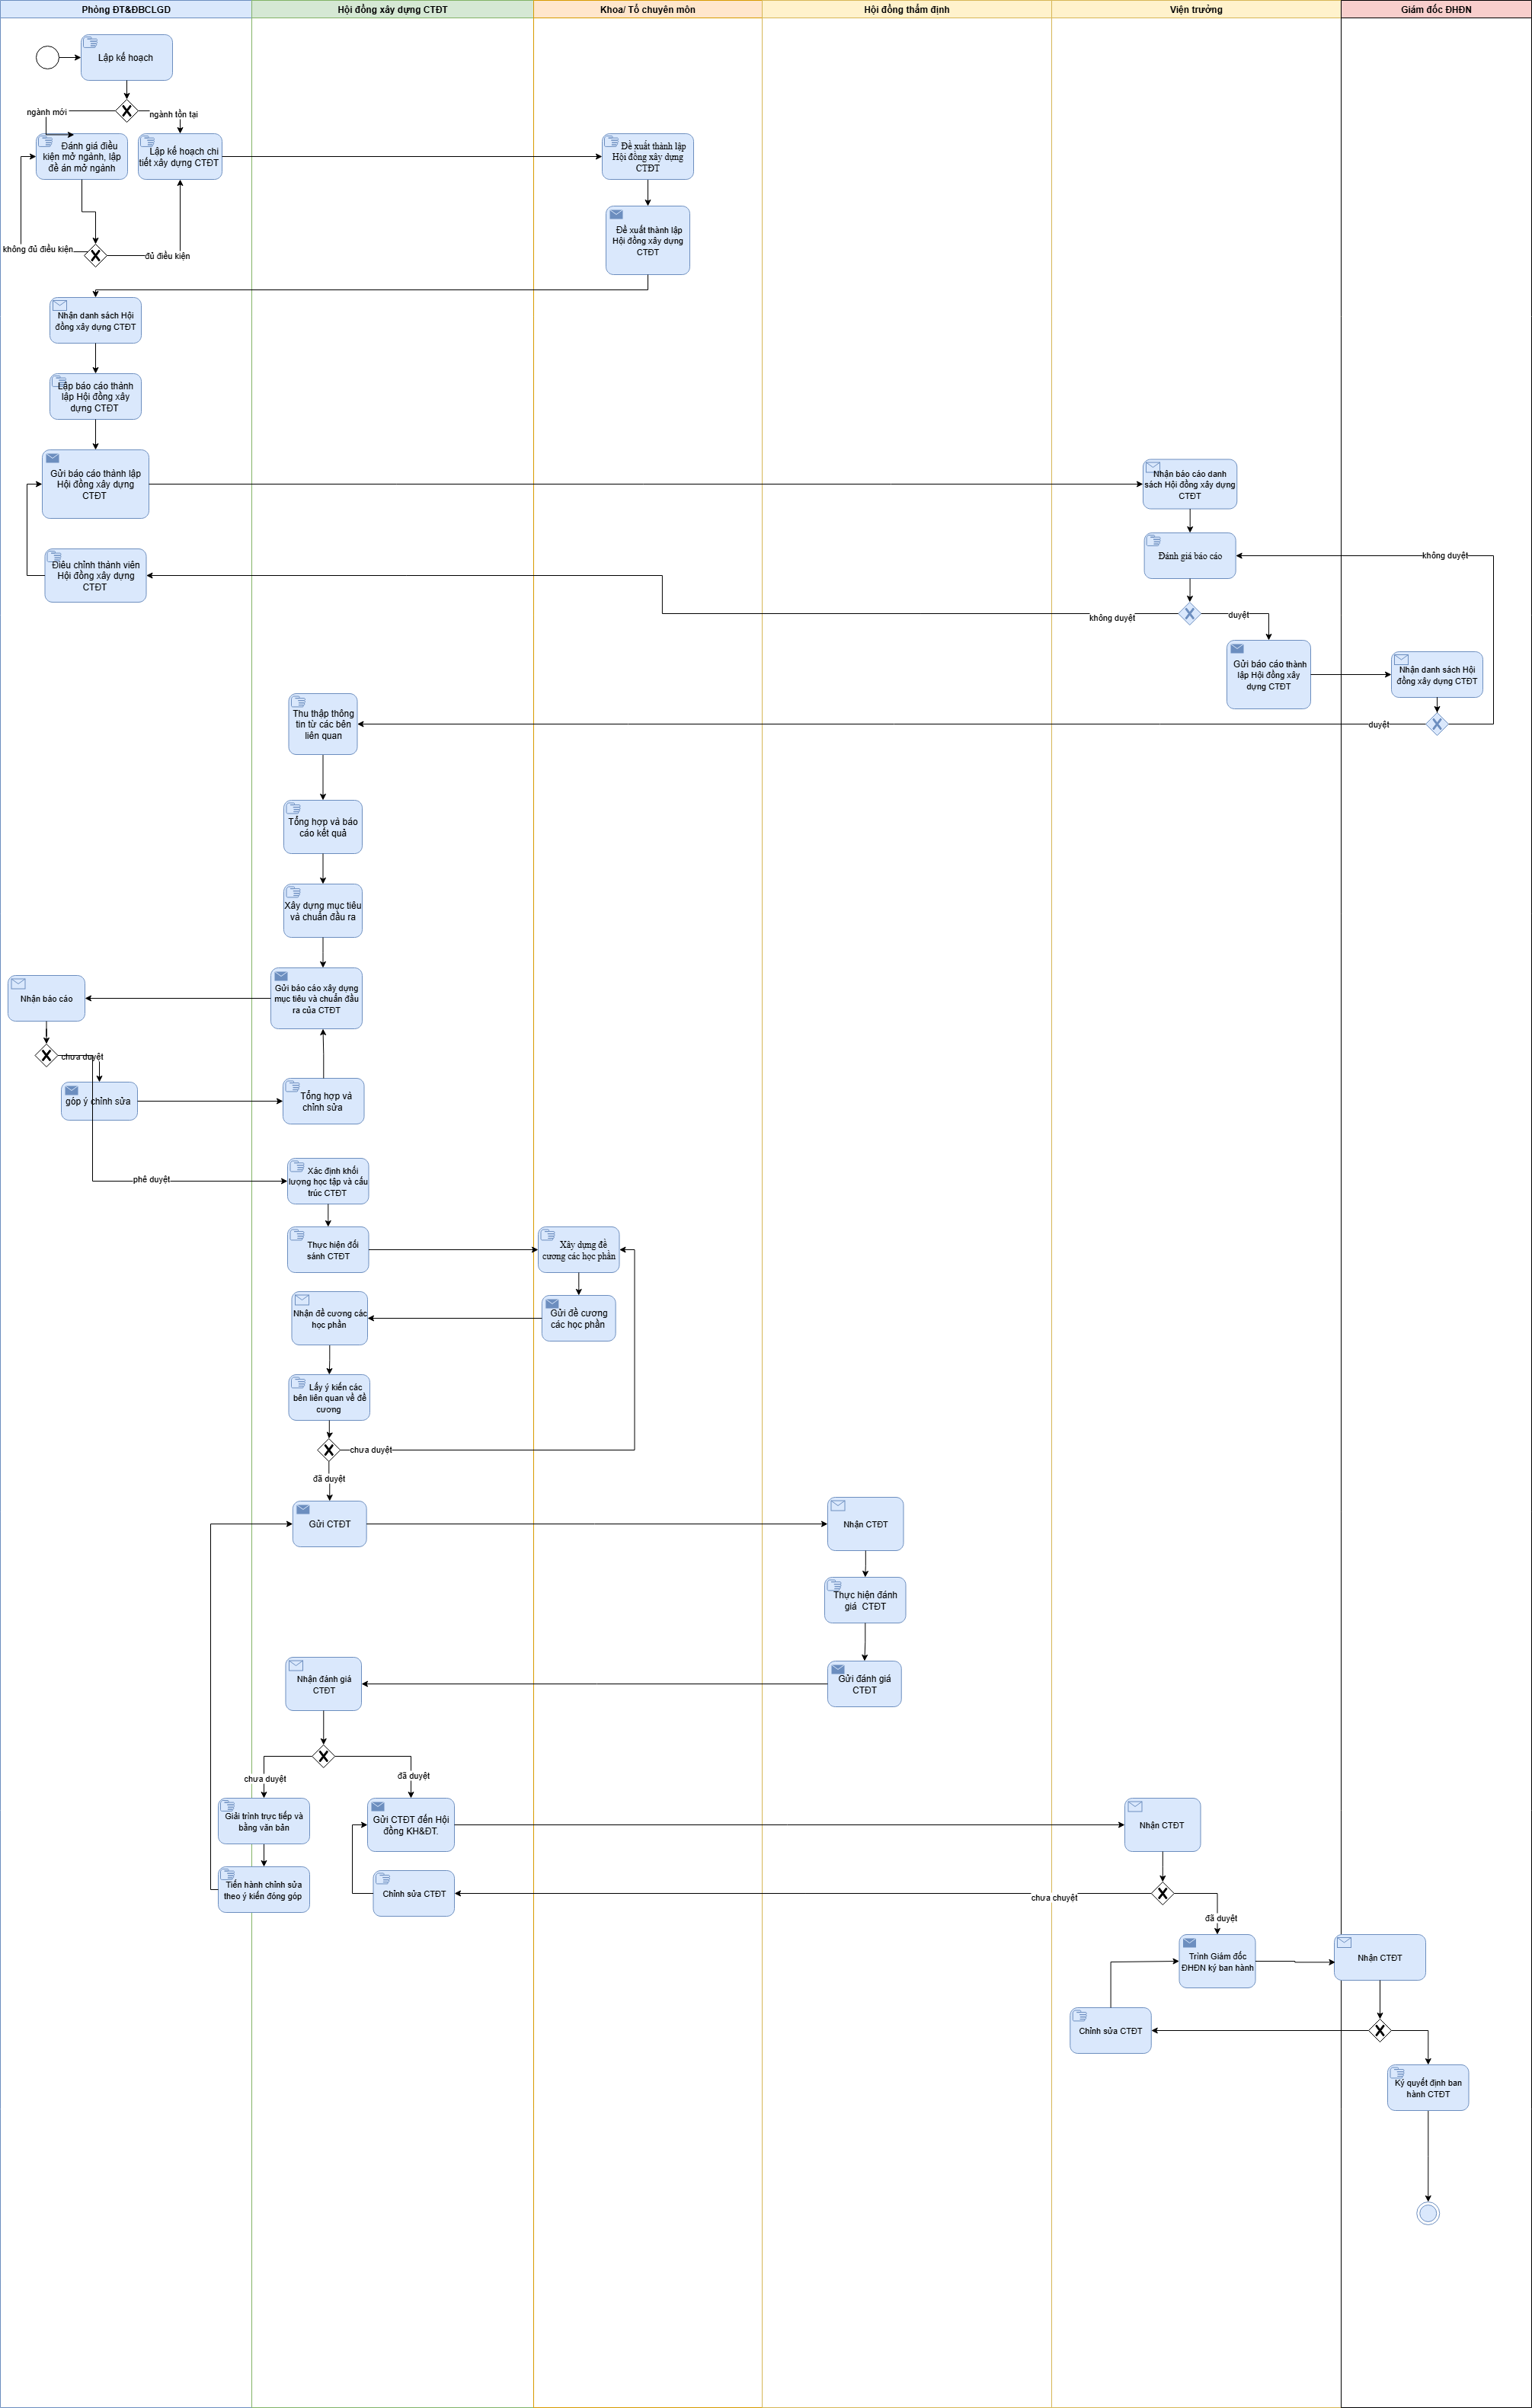 Phòng ĐT&ĐBCLGD
Hội đồng xây dựng CTĐT
Khoa/ Tổ chuyên môn
Hội đồng thẩm định
Viện trưởng
Giám đốc ĐHĐN
Lập kế hoạch
ngành mới
ngành tồn tại
Đánh giá điều
kiện mở ngành, lập
đề án mở ngành
Lập kế hoạch chi
tiết xây dựng CTĐT
Đề xuất thành lập
Hội đồng xây dựng
CTĐT
không đủ điều kiện
đủ điều kiện
Đề xuất thành lập
Hội đồng xây dựng
CTĐT
Nhận danh sách Hội
đồng xây dựng CTĐT
Lập báo cáo thành
lập Hội đồng xây
dựng CTĐT
Gửi báo cáo thành lập
Hội đồng xây dựng
CTĐT
Nhận báo cáo danh
sách Hội đồng xây dựng
CTĐT
Điều chỉnh thành viên
Hội đồng xây dựng
CTĐT
Đánh giá báo cáo
không duyệt
không duyệt
duyệt
Gửi báo cáo thành
lập Hội đồng xây
dựng CTĐT
Nhận danh sách Hội
đồng xây dựng CTĐT
duyệt
Thu thập thông
tin từ các bên
liên quan
Tổng hợp và báo
cáo kết quả
Xây dựng mục tiêu
và chuẩn đầu ra
Gửi báo cáo xây dựng
mục tiêu và chuẩn đầu
ra của CTĐT
Nhận báo cáo
chưa duyệt
góp ý chỉnh sửa
Tổng hợp và
chỉnh sửa
phê duyệt
Xác định khối
lượng học tập và cấu
trúc CTĐT
Thực hiện đối
sánh CTĐT
Xây dựng đề
cương các học phần
Nhận đề cương các
học phần
Gửi đề cương
các học phần
Lấy ý kiến các
bên liên quan về đề
cương
chưa duyệt
đã duyệt
Gửi CTĐT
Nhận CTĐT
Thực hiện đánh
giá  CTĐT
Nhận đánh giá
CTĐT
Gửi đánh giá
CTĐT
chưa duyệt
đã duyệt
Giải trình trực tiếp và
bằng văn bản
Gửi CTĐT đến Hội
đồng KH&ĐT.
Nhận CTĐT
Tiến hành chỉnh sửa
theo ý kiến đóng góp
Chỉnh sửa CTĐT
chưa chuyệt
đã duyệt
Trình Giám đốc
ĐHĐN ký ban hành
Nhận CTĐT
Chỉnh sửa CTĐT
Ký quyết định ban
hành CTĐT